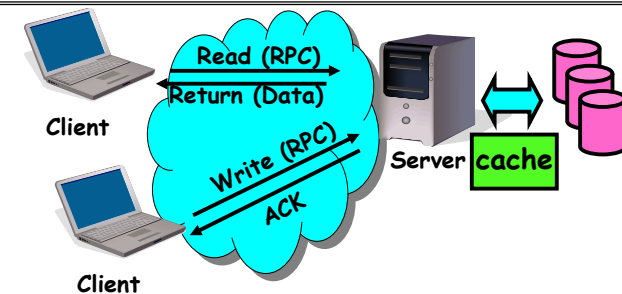 Read (RPC)
Return (Data)
Client
Server
cache
Write (RPC)
ACK
Client